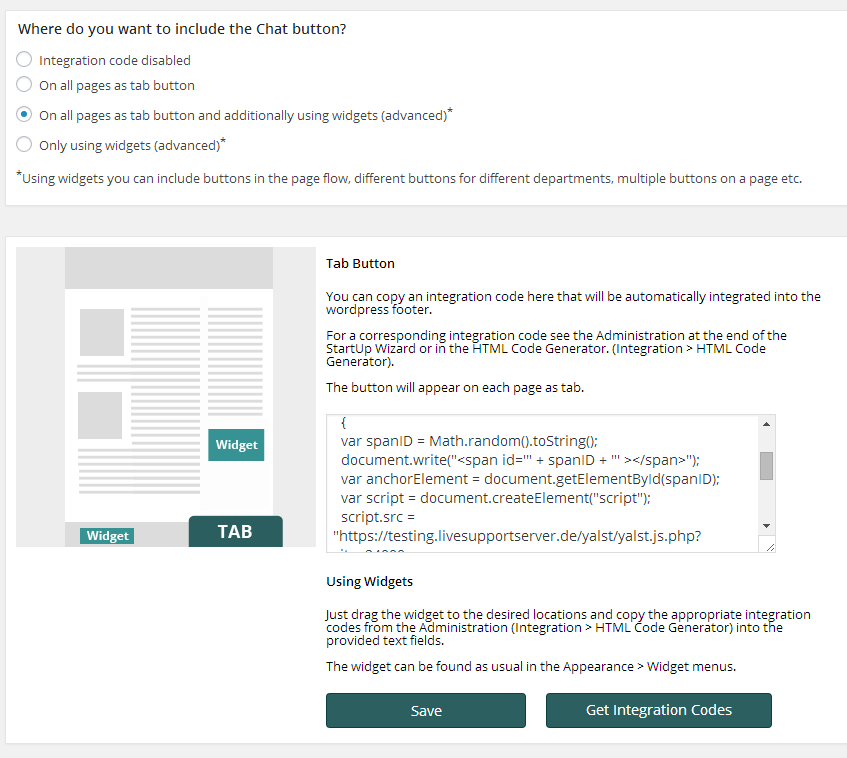 Where do you want to include the Chat button?
Integration code disabled
On all pages as tab button
On all pages as tab button and additionally using widgets (advanced)*
Only using widgets (advanced)*
*Using widgets you can include buttons in the page flow, different buttons for different departments, multiple buttons on a page etc.
Widget
Widget
TAB
Tab Button
You can copy an integration code here that will be automatically integrated into the
wordpress footer.
For a corresponding integration code see the Administration at the end of the
StartUp Wizard or in the HTML Code Generator. (Integration > HTML Code
Generator).
The button will appear on each page as tab.
{
var spanID = Math.random().toString();
document.write("<span id='" + spanID + "' ></span>");
var anchorElement = document.getElementById(spanID);
var script = document.createElement("script");
script.src =
"https://testing.livesupportserver.de/yalst/yalst.js.php?
Using Widgets
Just drag the widget to the desired locations and copy the appropriate integration
codes from the Administration (Integration > HTML Code Generator) into the
provided text fields.
The widget can be found as usual in the Appearance > Widget menus.
Save
Get Integration Codes